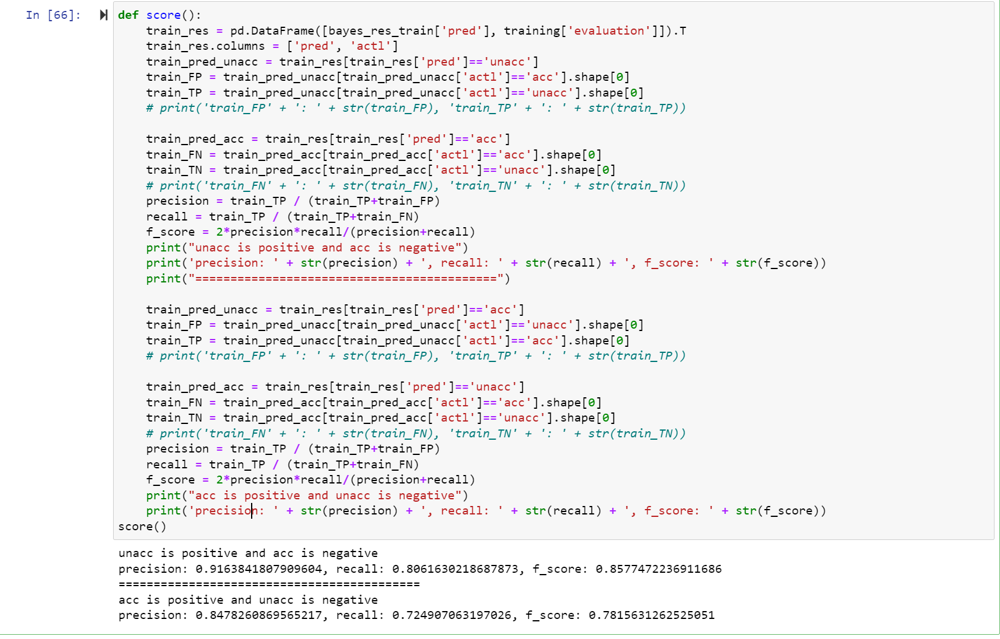 In [66]:
def score():
    train_res = pd.DataFrame([bayes_res_train['pred'], training['evaluation']]).T
    train_res.columns = ['pred', 'actl']
    train_pred_unacc = train_res[train_res['pred']=='unacc']
    train_FP = train_pred_unacc[train_pred_unacc['actl']=='acc'].shape[0]
    train_TP = train_pred_unacc[train_pred_unacc['actl']=='unacc'].shape[0]
    # print('train_FP' + ': ' + str(train_FP), 'train_TP' + ': ' + str(train_TP))

    train_pred_acc = train_res[train_res['pred']=='acc']
    train_FN = train_pred_acc[train_pred_acc['actl']=='acc'].shape[0]
    train_TN = train_pred_acc[train_pred_acc['actl']=='unacc'].shape[0]
    # print('train_FN' + ': ' + str(train_FN), 'train_TN' + ': ' + str(train_TN))
    precision = train_TP / (train_TP+train_FP)
    recall = train_TP / (train_TP+train_FN)
    f_score = 2*precision*recall/(precision+recall)
    print("unacc is positive and acc is negative")
    print('precision: ' + str(precision) + ', recall: ' + str(recall) + ', f_score: ' + str(f_score))
    print("===========================================")

    train_pred_unacc = train_res[train_res['pred']=='acc']
    train_FP = train_pred_unacc[train_pred_unacc['actl']=='unacc'].shape[0]
    train_TP = train_pred_unacc[train_pred_unacc['actl']=='acc'].shape[0]
    # print('train_FP' + ': ' + str(train_FP), 'train_TP' + ': ' + str(train_TP))

    train_pred_acc = train_res[train_res['pred']=='unacc']
    train_FN = train_pred_acc[train_pred_acc['actl']=='acc'].shape[0]
    train_TN = train_pred_acc[train_pred_acc['actl']=='unacc'].shape[0]
    # print('train_FN' + ': ' + str(train_FN), 'train_TN' + ': ' + str(train_TN))
    precision = train_TP / (train_TP+train_FP)
    recall = train_TP / (train_TP+train_FN)
    f_score = 2*precision*recall/(precision+recall)
    print("acc is positive and unacc is negative")
    print('precision: ' + str(precision) + ', recall: ' + str(recall) + ', f_score: ' + str(f_score))
score()
unacc is positive and acc is negative
precision: 0.9163841807909604, recall: 0.8061630218687873, f_score: 0.8577472236911686
===========================================
acc is positive and unacc is negative
precision: 0.8478260869565217, recall: 0.724907063197026, f_score: 0.7815631262525051